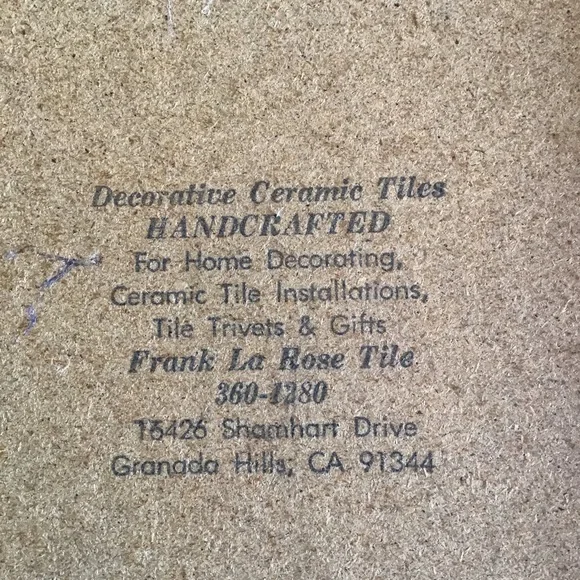 Decorative Ceramic Tiles
HANDCRAFTED
For Home Decorating,
Ceramic Tile Installations,
Tile Trivets & Gifts
Frank La Rose Tile
360-1280
15426 Shamhart Drive
Granada Hills, CA 91344